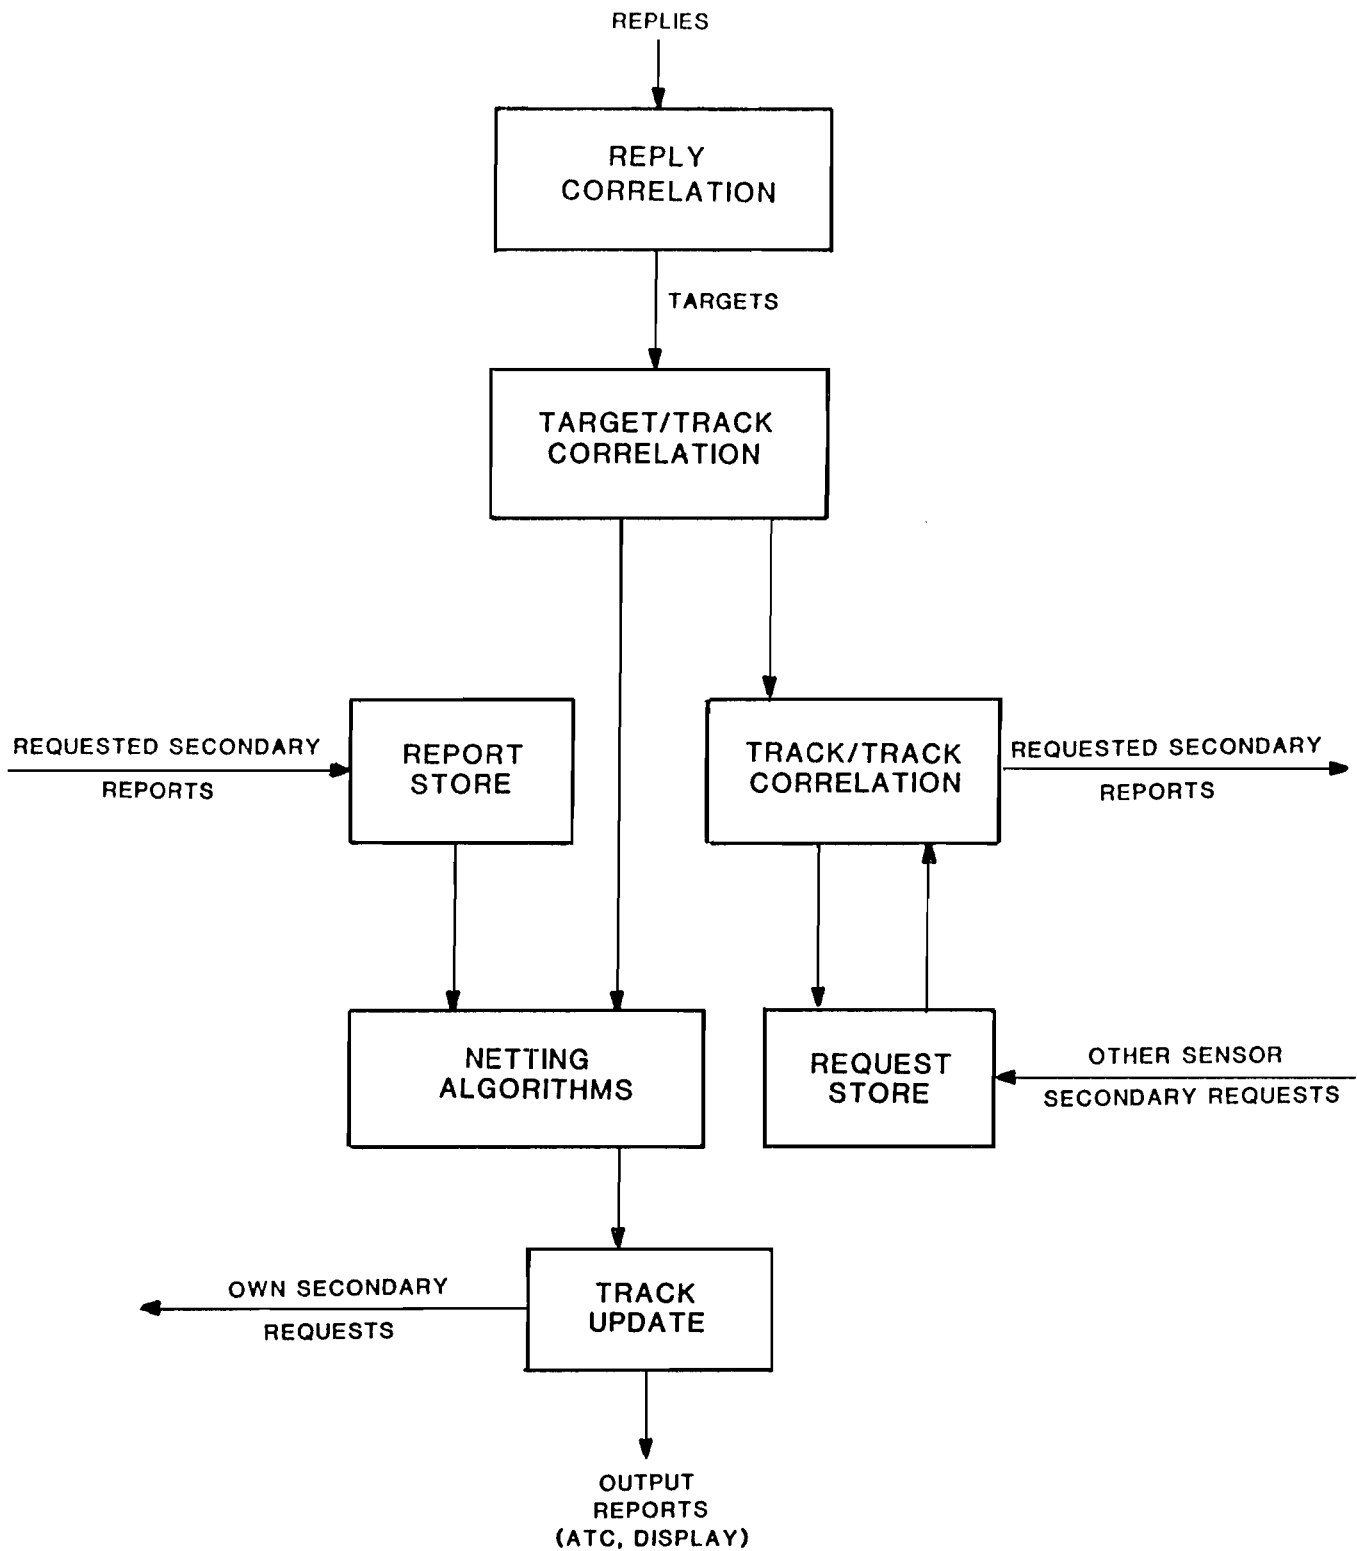 REPLIES
REPLY
CORRELATION
TARGETS
TARGET/TRACK
CORRELATION
REQUESTED SECONDARY
REPORTS
REPORT
STORE
TRACK/TRACK
CORRELATION
REQUESTED SECONDARY
REPORTS
NETTING
ALGORITHMS
REQUEST
STORE
OTHER SENSOR
SECONDARY REQUESTS
OWN SECONDARY
REQUESTS
TRACK
UPDATE
OUTPUT
REPORTS
(ATC, DISPLAY)